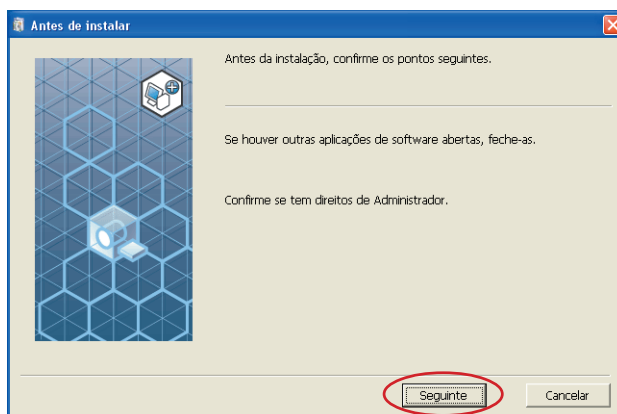 Antes de instalar
Antes da instalação, confirme os pontos seguintes.
Se houver outras aplicações de software abertas, feche-as.
Confirme se tem direitos de Administrador.
Seguinte
Cancelar